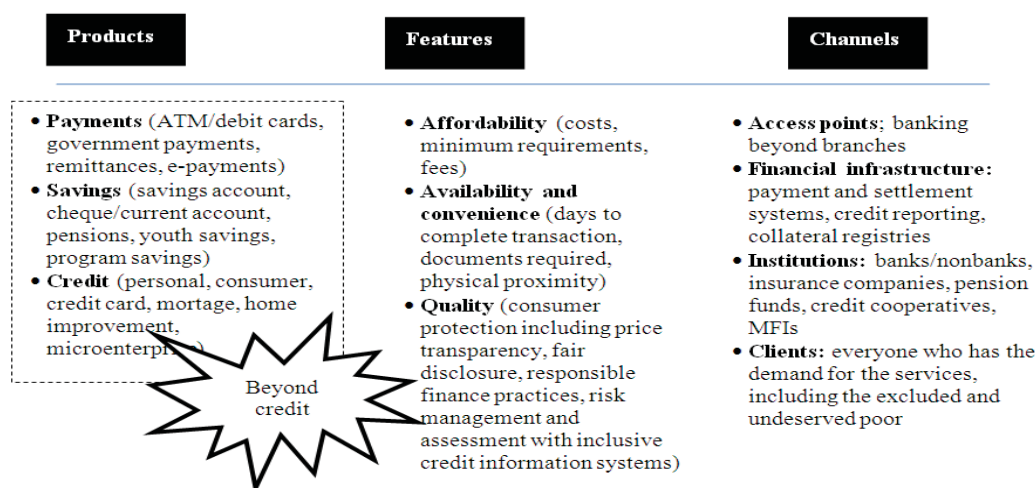 Products
Features
Channels
• Payments (ATM/debit cards,
government payments,
remittances, e-payments)
• Savings (savings account,
cheque/current account,
pensions, youth savings,
program savings)
• Credit (personal, consumer,
credit card, mortage, home
improvement,
microenterprise)
Beyond
credit
• Affordability (costs,
minimum requirements,
fees)
• Availability and
convenience (days to
complete transaction,
documents required,
physical proximity)
• Quality (consumer
protection including price
transparency, fair
disclosure, responsible
finance practices, risk
management and
assessment with inclusive
credit information systems)
• Access points; banking
beyond branches
• Financial infrastructure:
payment and settlement
systems, credit reporting,
collateral registries
• Institutions: banks/nonbanks,
insurance companies, pension
funds, credit cooperatives,
MFIs
• Clients: everyone who has the
demand for the services,
including the excluded and
undeserved poor